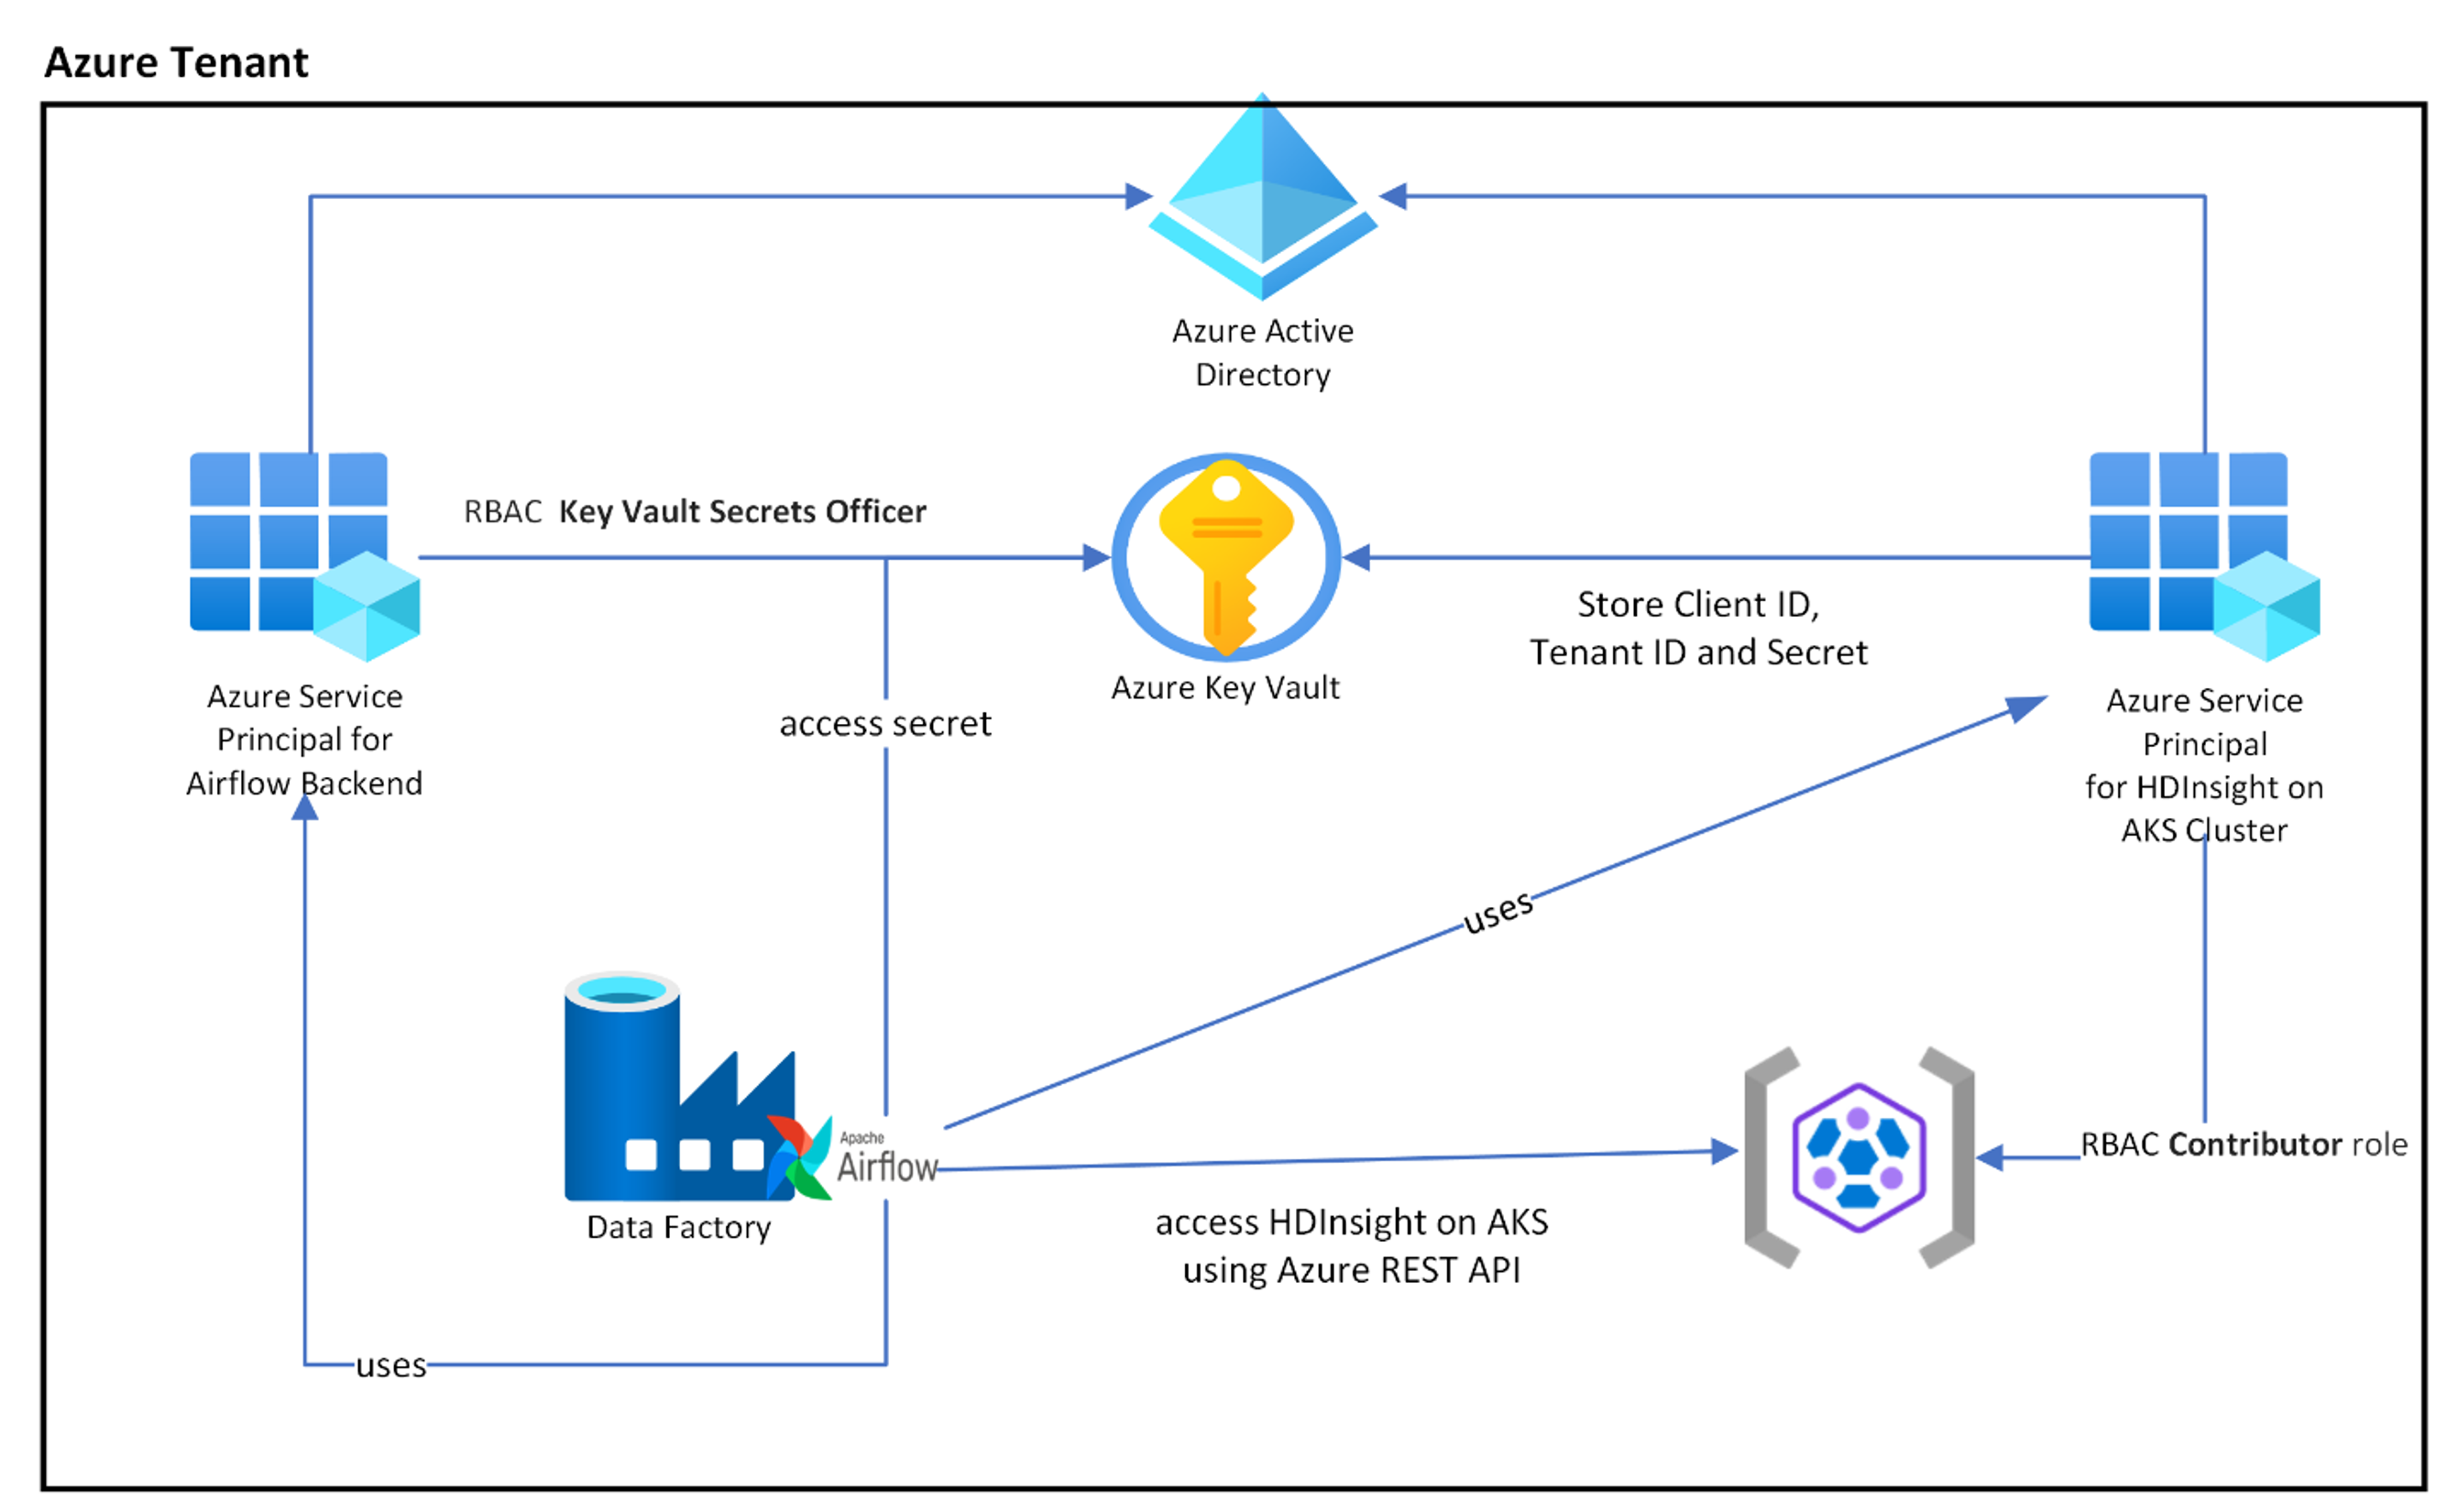 Azure Tenant
Azure Active
Directory
RBAC Key Vault Secrets Officer
Azure Key Vault
Store Client ID,
Tenant ID and Secret
Azure Service
Principal for
Airflow Backend
access secret
Azure Service
Principal
for HDInsight on
AKS Cluster
uses
Apache
Airflow
Data Factory
RBAC Contributor role
access HDInsight on AKS
using Azure REST API
uses